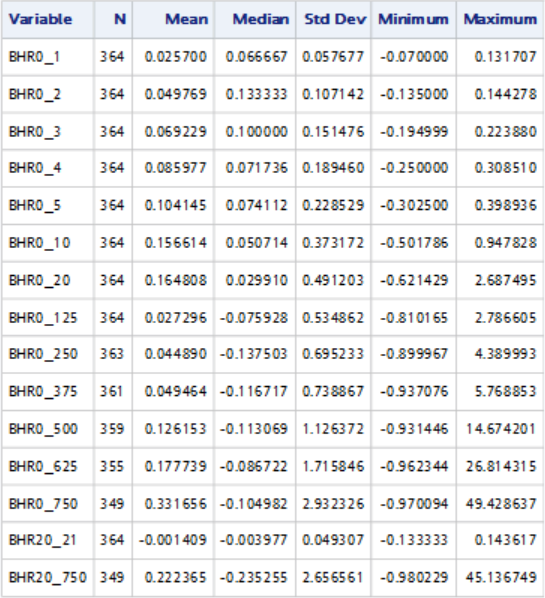 Variable N Mean Median Std Dev Minimum Maximum
BHR0_1 364 0.025700 0.066667 0.057677 -0.070000 0.131707
BHR0_2 364 0.049769 0.133333 0.107142 -0.135000 0.144278
BHR0_3 364 0.069229 0.100000 0.151476 -0.194999 0.223880
BHR0_4 364 0.085977 0.071736 0.189460 -0.250000 0.308510
BHR0_5 364 0.104145 0.074112 0.228529 -0.302500 0.398936
BHR0_10 364 0.156614 0.050714 0.373172 -0.501786 0.947828
BHR0_20 364 0.164808 0.029910 0.491203 -0.621429 2.687495
BHR0_125 364 0.027296 -0.075928 0.534862 -0.810165 2.786605
BHR0_250 363 0.044890 -0.137503 0.695233 -0.899967 4.389993
BHR0_375 361 0.049464 -0.116717 0.738867 -0.937076 5.768853
BHR0_500 359 0.126153 -0.113069 1.126372 -0.931446 14.674201
BHR0_625 355 0.177739 -0.086722 1.715846 -0.962344 26.814315
BHR0_750 349 0.331656 -0.104982 2.932326 -0.970094 49.428637
BHR20_21 364 -0.001409 -0.003977 0.049307 -0.133333 0.143617
BHR20_750 349 0.222365 -0.235255 2.656561 -0.980229 45.136749